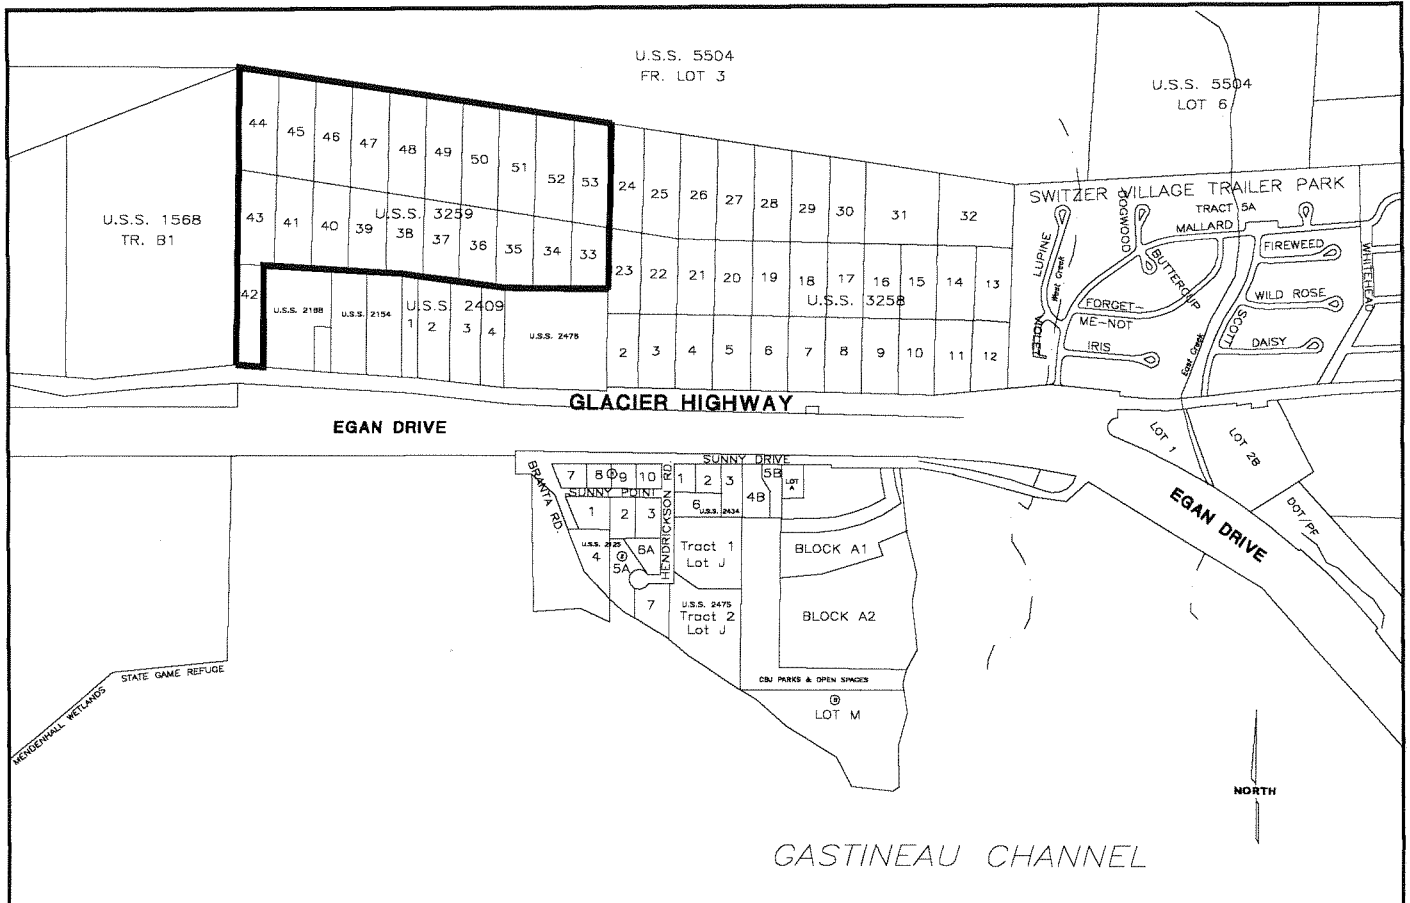 U.S.S. 5504
FR. LOT 3
U.S.S. 5504
LOT 6
44 45 46 47 48 49 50 51 52 53 24 25 26 27 28 29 30 31 32
U.S.S. 1568
TR. B1
43 41 40 39 38 37 36 35 34 33
U.S.S. 3259
23 22 21 20 19 18 17 16 15 14 13
U.S.S. 3258
42
U.S.S. 2168
U.S.S. 2154
U.S.S. 2409
1 2 3 4
U.S.S. 2475
2 3 4 5 6 7 8 9 10 11 12
SWITZER VILLAGE TRAILER PARK
TRACT 5A
MALLARD
DOGWOOD
LUPINE
West Creek
BUTTERCUP
FIREWEED
WHITEHEAD
FORGET-
ME-NOT
WILD ROSE
VIOLET
IRIS
East Creek
SCOTT
DAISY
GLACIER HIGHWAY
EGAN DRIVE
LOT 1
LOT 2B
SUNNY DRIVE
BRANTA RD.
7 8 9 10
HENDRICKSON RD.
1 2 3 4B 5B
LOT
A
SUNNY POINT
6
U.S.S. 2434
1 2 3
U.S.S. 2125
4
5A
6A
7
Tract 1
Lot J
U.S.S. 2475
Tract 2
Lot J
BLOCK A1
BLOCK A2
EGAN DRIVE
DOT/PF
CBJ PARKS & OPEN SPACES
LOT M
STATE GAME REFUGE
MENDENHALL WETLANDS
NORTH
GASTINEAU CHANNEL